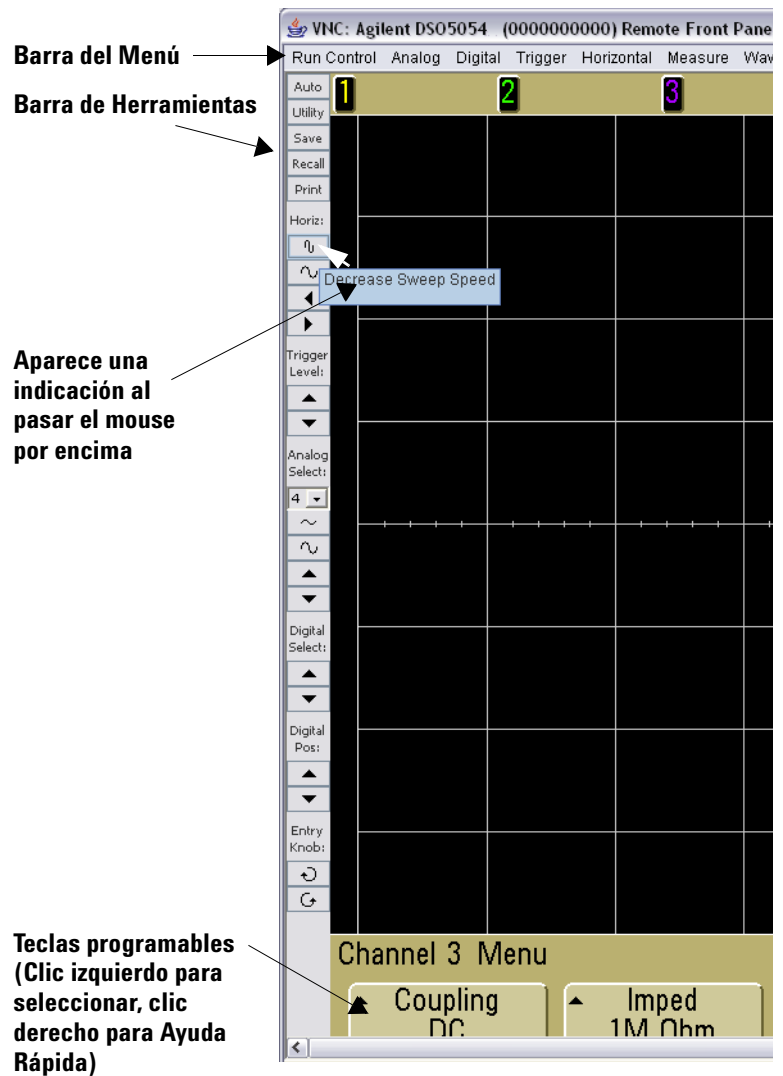 VNC: Agilent DSO5054 (0000000000) Remote Front Pane
Barra del Menú
Run Control Analog Digital Trigger Horizontal Measure Wav
Barra de Herramientas
Auto
1 2 3
Utility
Save
Recall
Print
Horiz:
Decrease Sweep Speed
Aparece una
indicación al
pasar el mouse
por encima
Trigger
Level:
Analog
Select:
4
Digital
Select:
Digital
Pos:
Entry
Knob:
Teclas programables
(Clic izquierdo para
seleccionar, clic
derecho para Ayuda
Rápida)
Channel 3 Menu
Coupling
DC
Imped
1M Ohm